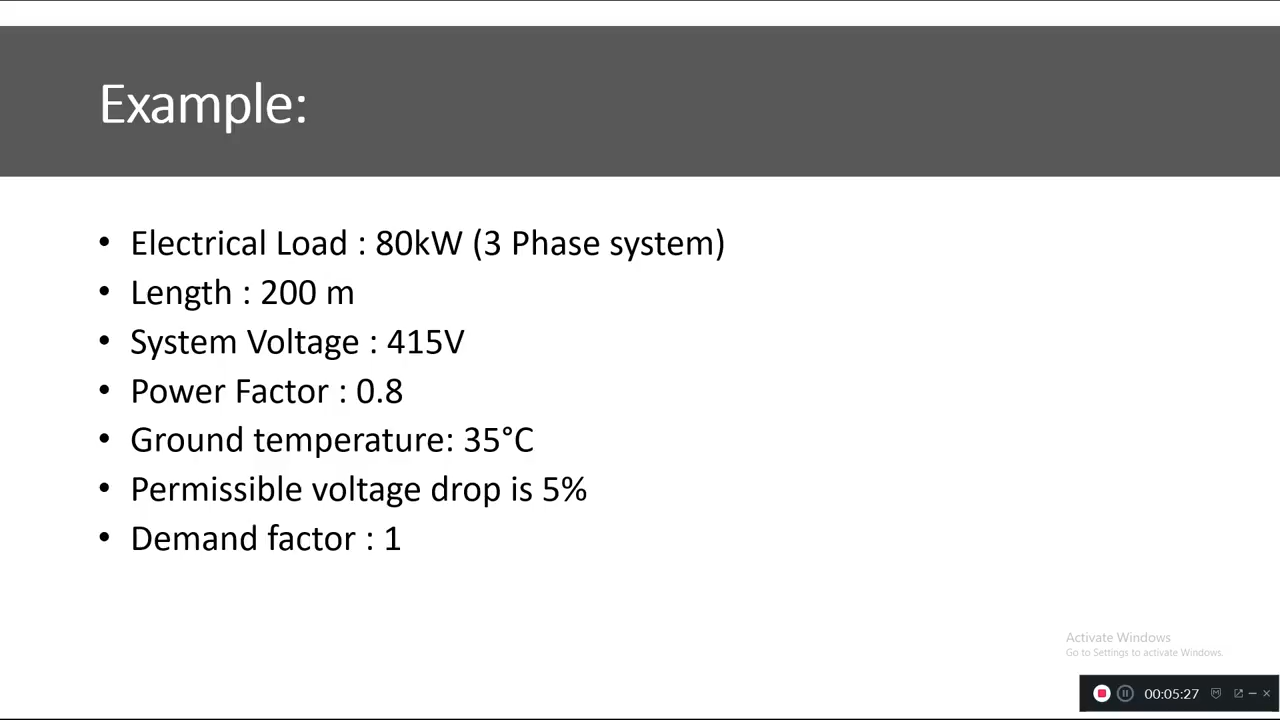 Example:
• Electrical Load : 80kW (3 Phase system)
• Length : 200 m
• System Voltage : 415V
• Power Factor : 0.8
• Ground temperature: 35°C
• Permissible voltage drop is 5%
• Demand factor : 1
Activate Windows
Go to Settings to activate Windows.
00:05:27